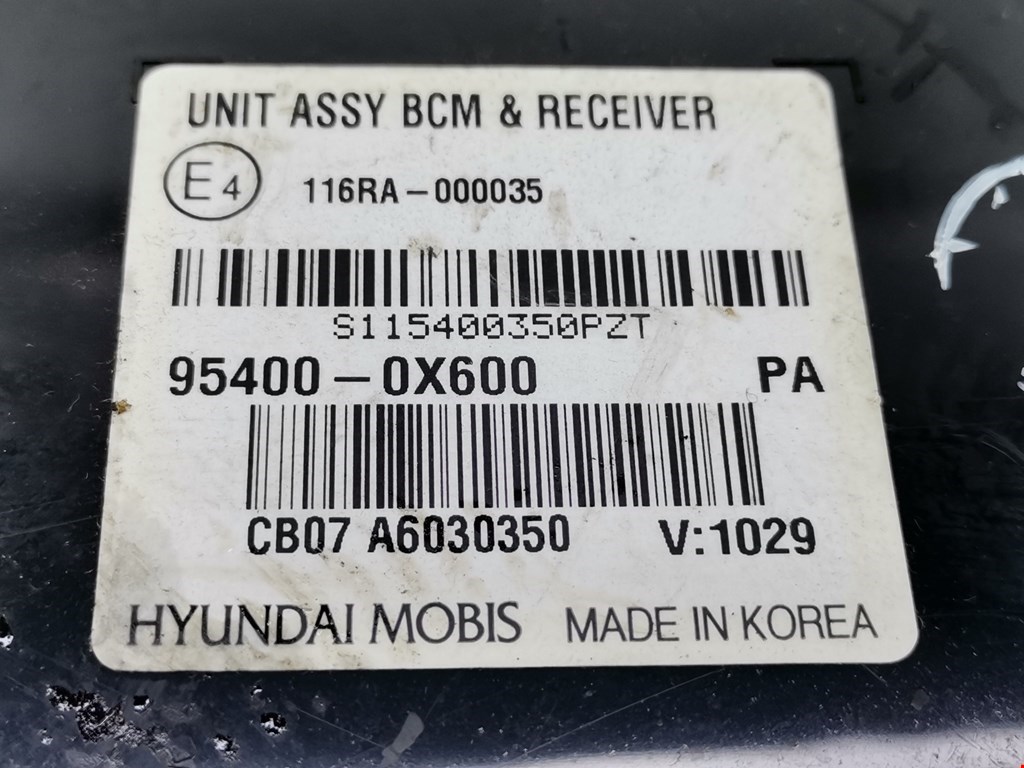 UNIT ASSY BCM & RECEIVER
E4 116RA-000035
S115400350PZT
95400-0X600 PA
CB07 A6030350 V:1029
HYUNDAI MOBIS MADE IN KOREA